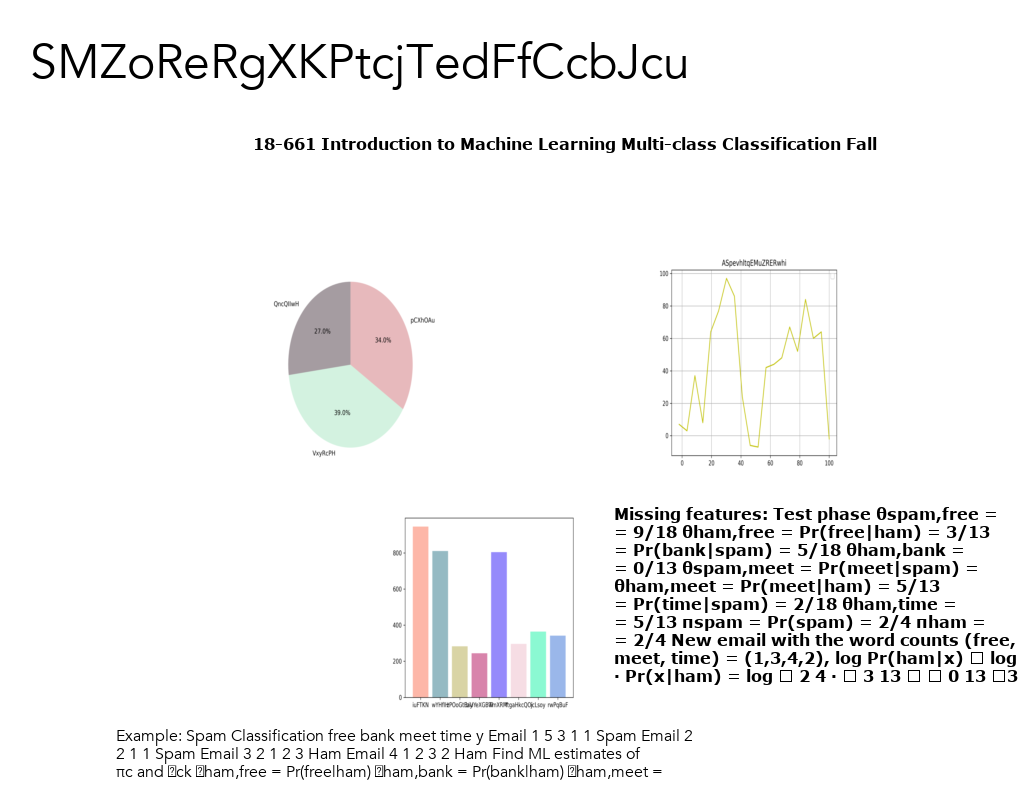 SMZoReRgXKPtcjTedFfCcbJcu
18-661 Introduction to Machine Learning Multi-class Classification Fall
QncQIIwH
pCXhOAu
27.0%
34.0%
39.0%
VxyRcPH
100
80
60
40
20
0
0 20 40 60 80 100
800
600
400
200
0
iuFTKN
rwPqBuF
Missing features: Test phase θspam,free =
= 9/18 θham,free = Pr(free|ham) = 3/13
= Pr(bank|spam) = 5/18 θham,bank =
= 0/13 θspam,meet = Pr(meet|spam) =
θham,meet = Pr(meet|ham) = 5/13
= Pr(time|spam) = 2/18 θham,time =
= 5/13 πspam = Pr(spam) = 2/4 πham =
= 2/4 New email with the word counts (free,
meet, time) = (1,3,4,2), log Pr(ham|x) log
· Pr(x|ham) = log 2 4 · 3 13 0 13 3
Example: Spam Classification free bank meet time y Email 1 5 3 1 1 Spam Email 2
2 1 1 Spam Email 3 2 1 2 3 Ham Email 4 1 2 3 2 Ham Find ML estimates of
πc and ck ham,free = Pr(free|ham) ham,bank = Pr(bank|ham) ham,meet =